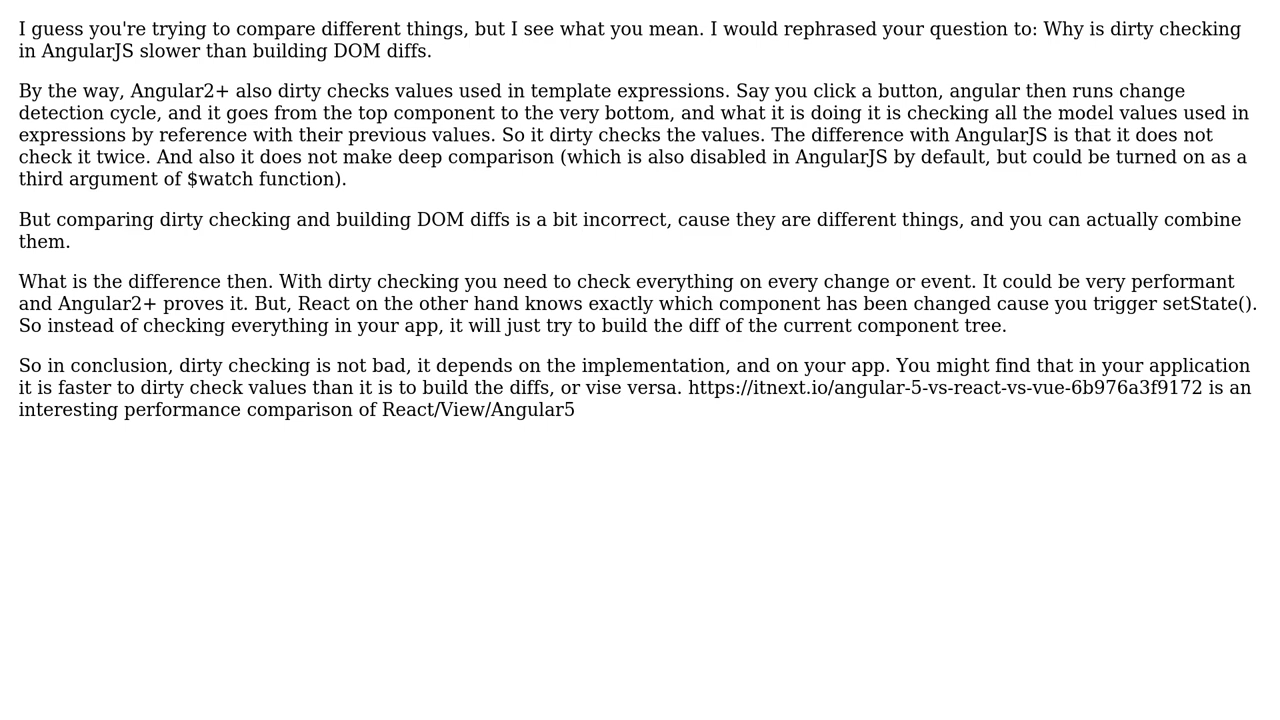 I guess you're trying to compare different things, but I see what you mean. I would rephrased your question to: Why is dirty checking
in AngularJS slower than building DOM diffs.
By the way, Angular2+ also dirty checks values used in template expressions. Say you click a button, angular then runs change
detection cycle, and it goes from the top component to the very bottom, and what it is doing it is checking all the model values used in
expressions by reference with their previous values. So it dirty checks the values. The difference with AngularJS is that it does not
check it twice. And also it does not make deep comparison (which is also disabled in AngularJS by default, but could be turned on as a
third argument of $watch function).
But comparing dirty checking and building DOM diffs is a bit incorrect, cause they are different things, and you can actually combine
them.
What is the difference then. With dirty checking you need to check everything on every change or event. It could be very performant
and Angular2+ proves it. But, React on the other hand knows exactly which component has been changed cause you trigger setState().
So instead of checking everything in your app, it will just try to build the diff of the current component tree.
So in conclusion, dirty checking is not bad, it depends on the implementation, and on your app. You might find that in your application
it is faster to dirty check values than it is to build the diffs, or vise versa. https://itnext.io/angular-5-vs-react-vs-vue-6b976a3f9172 is an
interesting performance comparison of React/View/Angular5